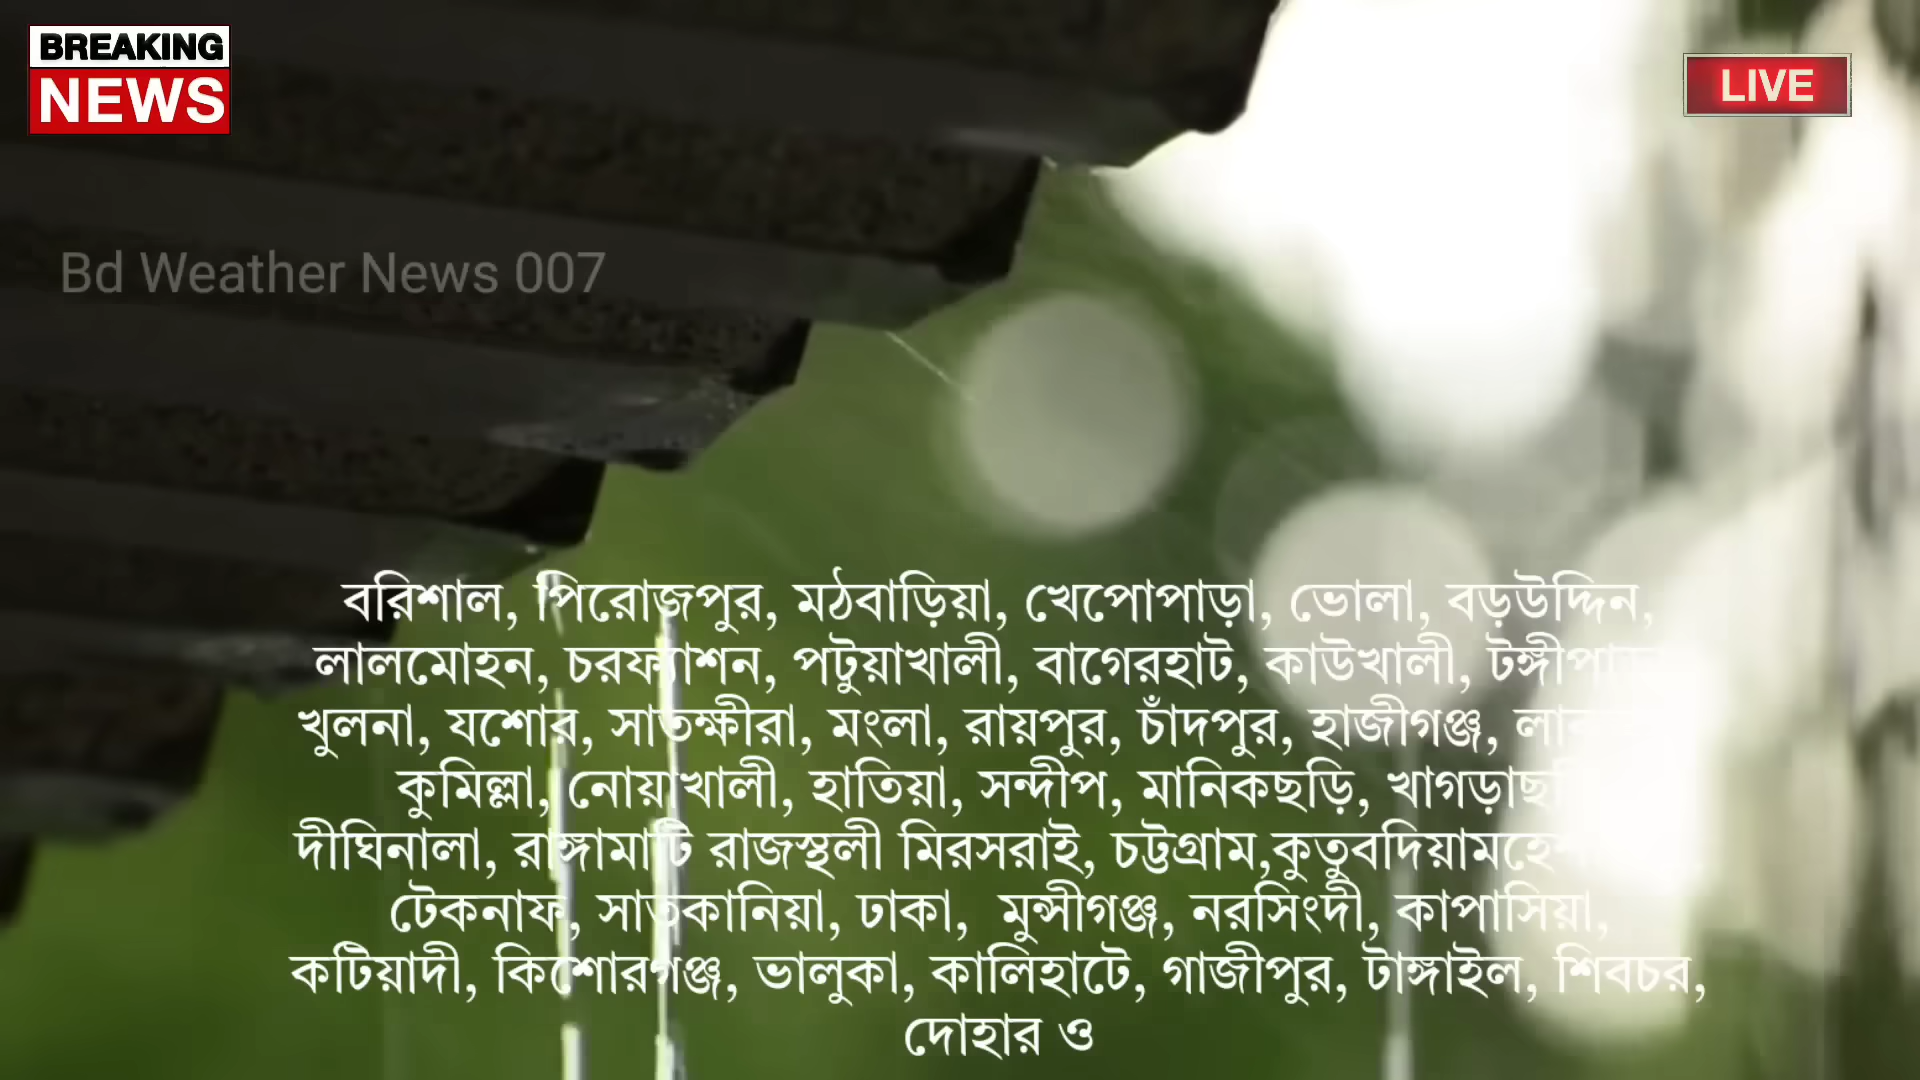 BREAKING
NEWS
LIVE
Bd Weather News 007
বরিশাল, পিরোজপুর, মঠবাড়িয়া, খেপোপাড়া, ভোলা, বড়উদ্দিন,
লালমোহন, চরফ্যাশন, পটুয়াখালী, বাগেরহাট, কাউখালী,
খুলনা, যশোর, সাতক্ষীরা, মংলা, রায়পুর, চাঁদপুর, হাজীগঞ্জ,
কুমিল্লা, নোয়াখালী, হাতিয়া, সন্দীপ, মানিকছড়ি,
দীঘিনালা, রাঙ্গামাটি রাজস্থলী মিরসরাই, চট্টগ্রাম,
টেকনাফ, সাতকানিয়া, ঢাকা, মুন্সীগঞ্জ, নরসিংদী, কাপাসিয়া,
কটিয়াদী, কিশোরগঞ্জ, ভালুকা, কালিহাটে, গাজীপুর, টাঙ্গাইল, শিবচর,
দোহার ও